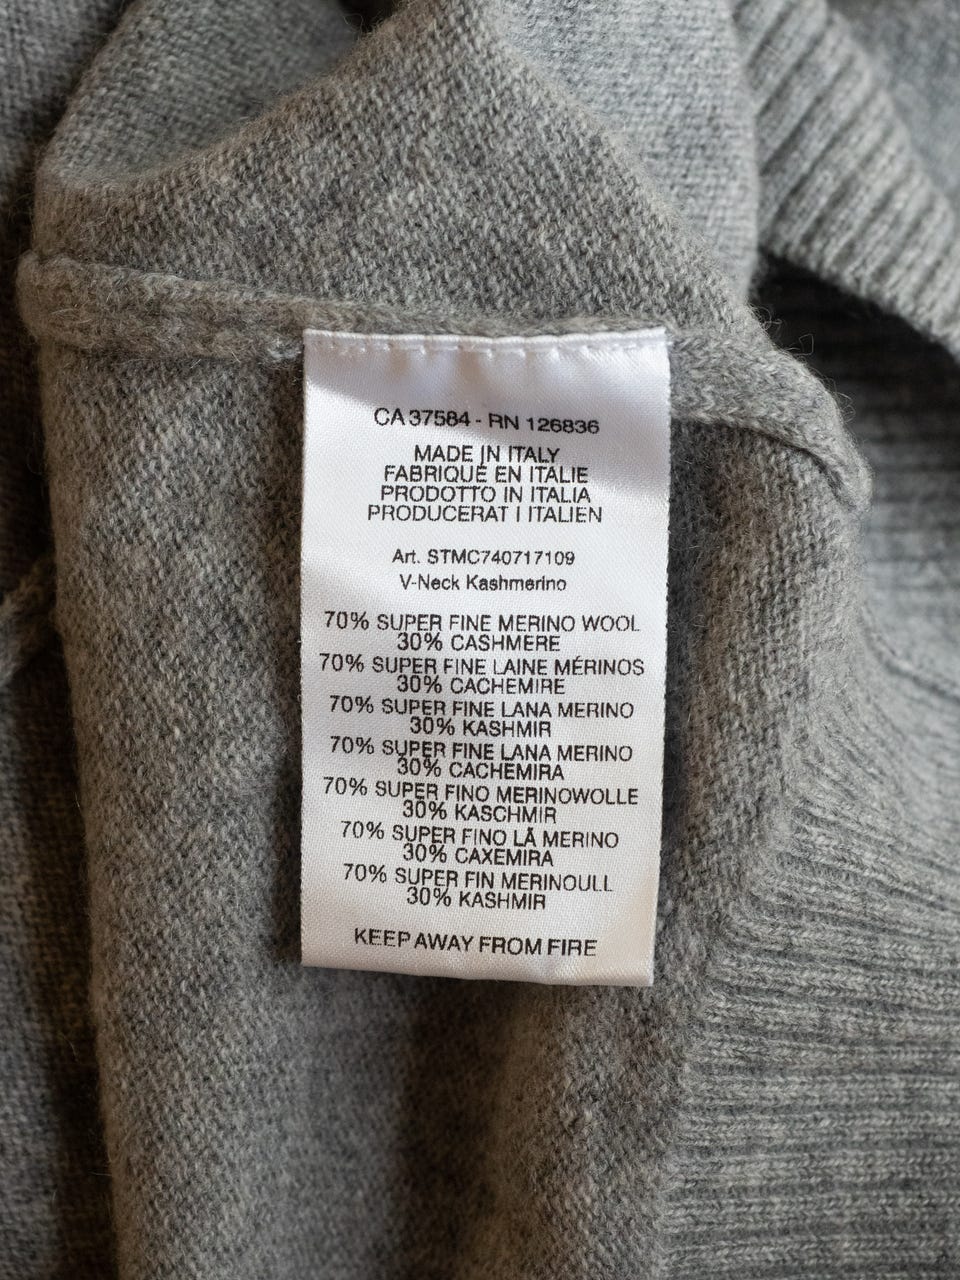 CA 37584 - RN 126836
MADE IN ITALY
FABRIQUÉ EN ITALIE
PRODOTTO IN ITALIA
PRODUCERAT I ITALIEN
Art. STMC740717109
V-Neck Kashmerino
70% SUPER FINE MERINO WOOL
30% CASHMERE
70% SUPER FINE LAINE MÉRINOS
30% CACHEMIRE
70% SUPER FINE LANA MERINO
30% KASHMIR
70% SUPER FINE LANA MERINO
30% CACHEMIRA
70% SUPER FINO MERINOWOLLE
30% KASCHMIR
70% SUPER FINO LÃ MERINO
30% CAXEMIRA
70% SUPER FIN MERINOULL
30% KASHMIR
KEEP AWAY FROM FIRE